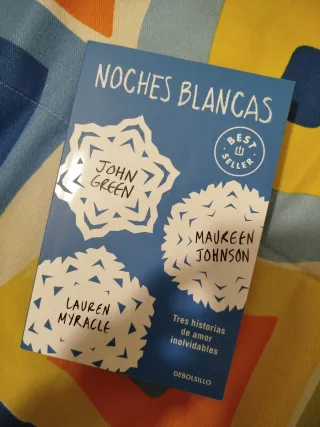 NOCHES BLANCAS
BEST
SELLER
JOHN
GREEN
MAUREEN
JOHNSON
LAUREN
MYRACLE
Tres historias
de amor
inolvidables
DEBOLSILLO